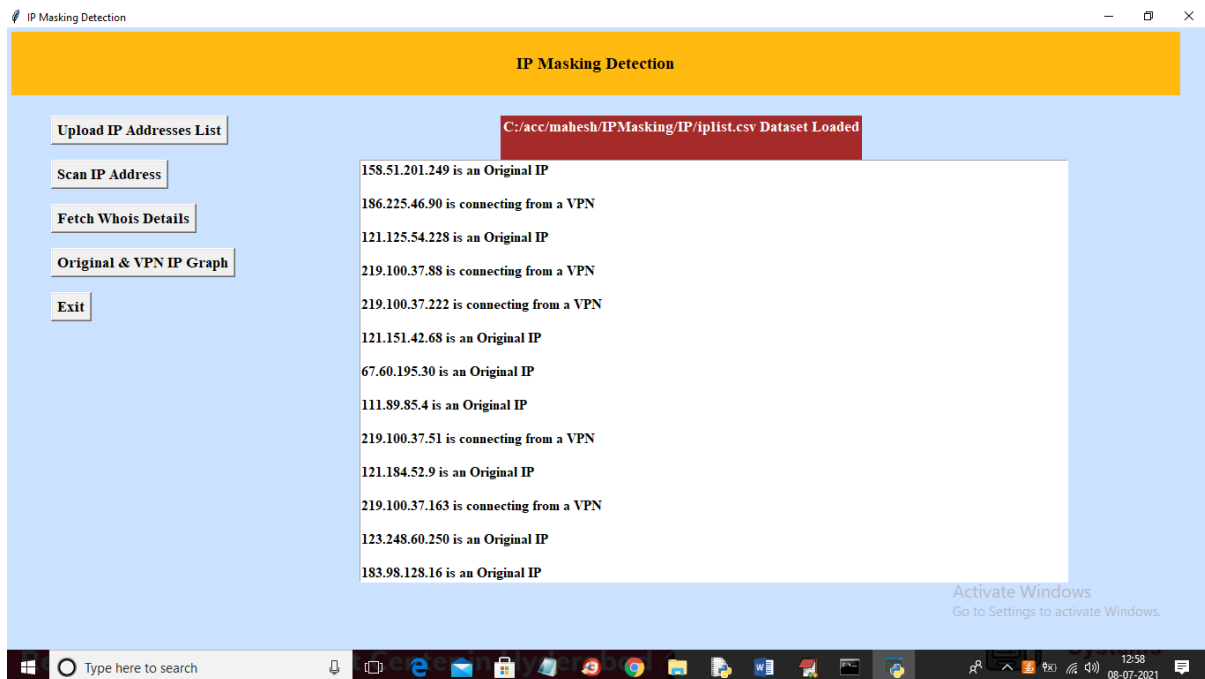 IP Masking Detection
IP Masking Detection
Upload IP Addresses List
C:/acc/mahesh/IPMasking/IP/iplist.csv Dataset Loaded
Scan IP Address
Fetch Whois Details
Original & VPN IP Graph
Exit
158.51.201.249 is an Original IP
186.225.46.90 is connecting from a VPN
121.125.54.228 is an Original IP
219.100.37.88 is connecting from a VPN
219.100.37.222 is connecting from a VPN
121.151.42.68 is an Original IP
67.60.195.30 is an Original IP
111.89.85.4 is an Original IP
219.100.37.51 is connecting from a VPN
121.184.52.9 is an Original IP
219.100.37.163 is connecting from a VPN
123.248.60.250 is an Original IP
183.98.128.16 is an Original IP
Activate Windows
Go to Settings to activate Windows.
Type here to search
12:58
08-07-2021